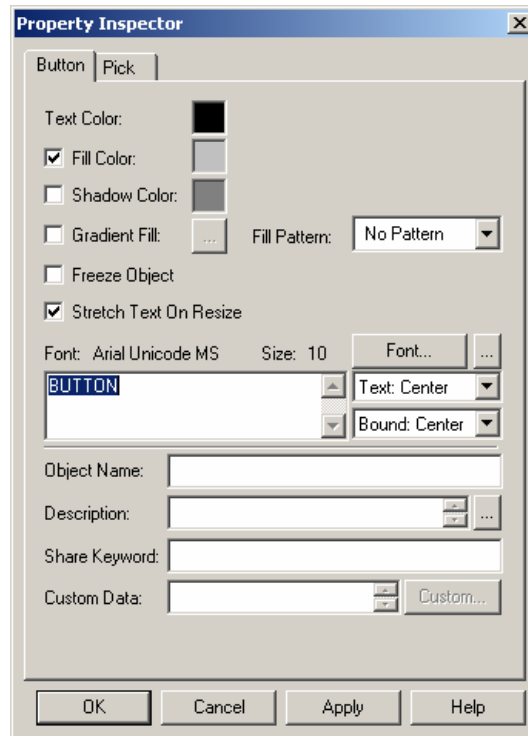 Property Inspector
Button Pick
Text Color:
Fill Color:
Shadow Color:
Gradient Fill: ... Fill Pattern: No Pattern
Freeze Object
Stretch Text On Resize
Font: Arial Unicode MS Size: 10 Font... ...
BUTTON Text: Center
Bound: Center
Object Name:
Description: ...
Share Keyword:
Custom Data: Custom...
OK Cancel Apply Help